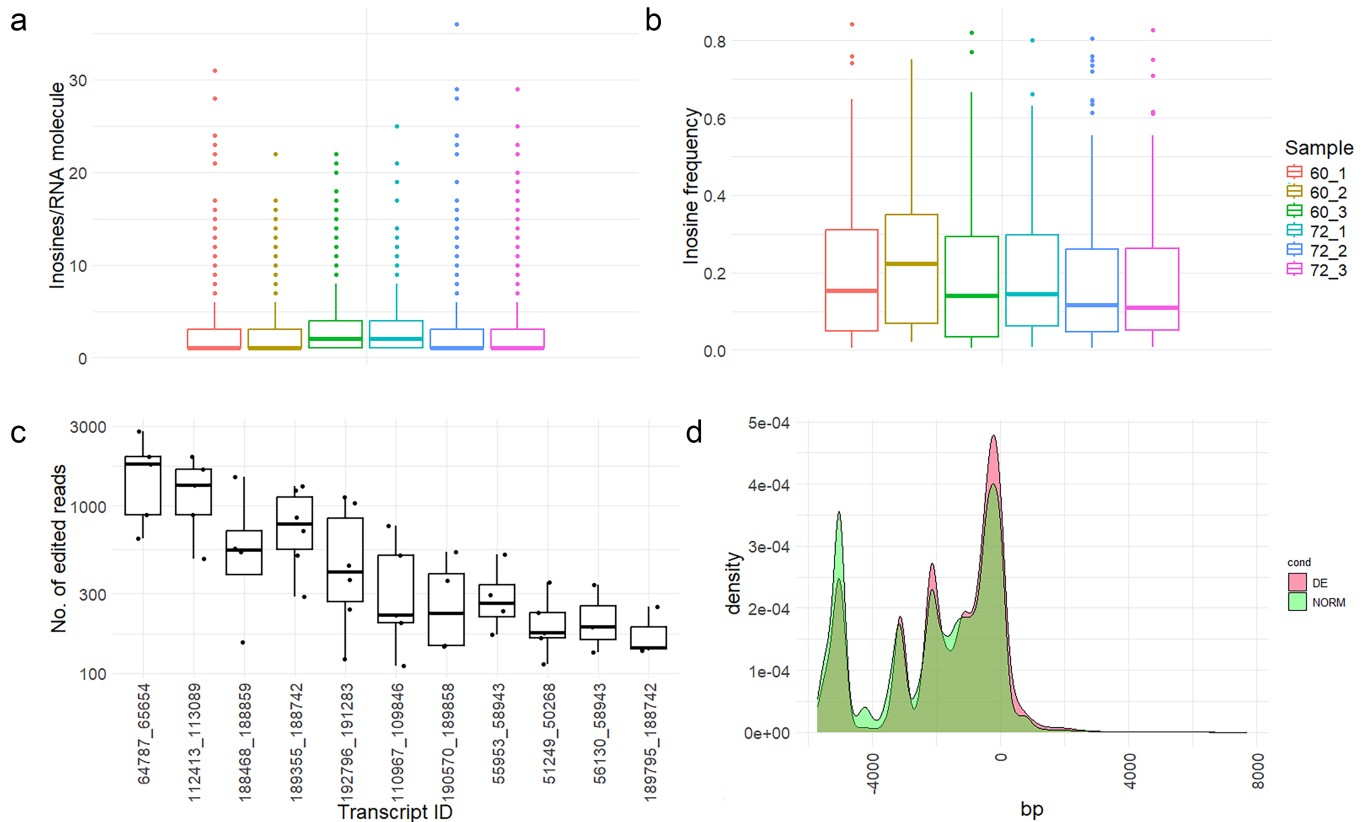 a
Inosines/RNA molecule
30
20
10
0
b
Inosine frequency
0.8
0.6
0.4
0.2
0.0
Sample
60_1
60_2
60_3
72_1
72_2
72_3
c
No. of edited reads
3000
1000
300
100
64787_65654
112413_113089
188468_188859
189355_188742
192796_191283
110967_109846
190570_189858
55953_58943
51249_50268
56130_58943
189795_188742
Transcript ID
d
density
5e-04
4e-04
3e-04
2e-04
1e-04
0e+00
-4000
0
4000
8000
bp
cond
DE
NORM